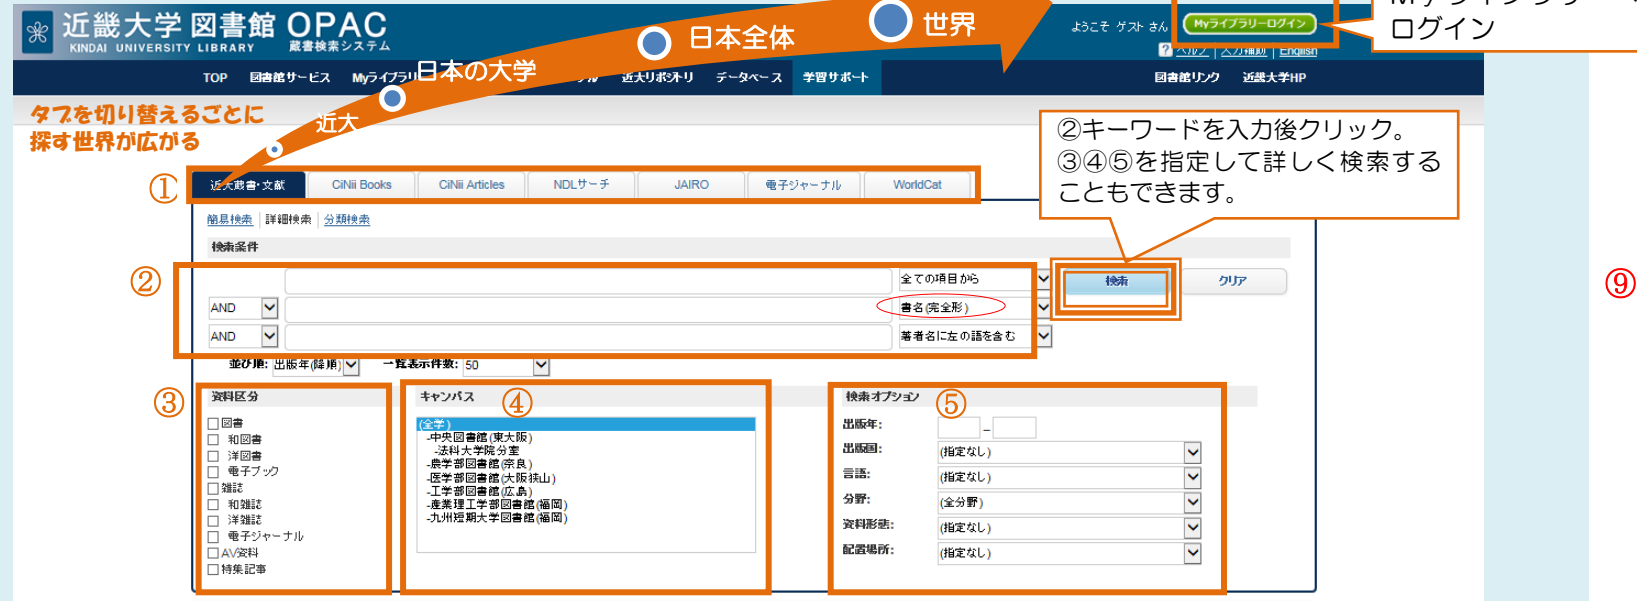 近畿大学 図書館 OPAC
KINDAI UNIVERSITY LIBRARY 蔵書検索システム
ようこそ ゲスト さん Myライブラリーログイン
ログイン
ヘルプ 入力補助 English
世界
日本全体
日本の大学
近大
TOP 図書館サービス Myライブラリ 近大リポジトリ データベース 学習サポート 図書館リンク 近畿大学HP
タブを切り替えるごとに
探す世界が広がる
②キーワードを入力後クリック。
③④⑤を指定して詳しく検索する
こともできます。
① 近大蔵書・文献 CiNii Books CiNii Articles NDLサーチ JAIRO 電子ジャーナル WorldCat
簡易検索 詳細検索 分類検索
検索条件
② 全ての項目から 検索 クリア
⑨
AND 書名(完全形)
AND 著者名に左の語を含む
並び順: 出版年(降順) 一覧表示件数: 50
③ 資料区分
図書
和図書
洋図書
電子ブック
雑誌
和雑誌
洋雑誌
電子ジャーナル
AV資料
特集記事
キャンパス ④
(全学)
-中央図書館(東大阪)
-法科大学院分室
-農学部図書館(奈良)
-医学部図書館(大阪狭山)
-工学部図書館(広島)
-産業理工学部図書館(福岡)
-九州短期大学図書館(福岡)
検索オプション ⑤
出版年: –
出版国: (指定なし)
言語: (指定なし)
分野: (全分野)
資料形態: (指定なし)
配置場所: (指定なし)